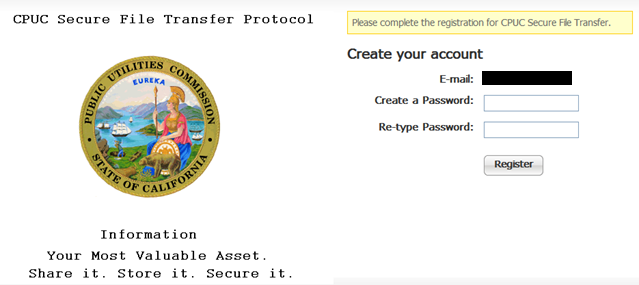 CPUC Secure File Transfer Protocol
PUBLIC UTILITIES COMMISSION
EUREKA
STATE OF CALIFORNIA
Information
Your Most Valuable Asset.
Share it. Store it. Secure it.
Please complete the registration for CPUC Secure File Transfer.
Create your account
E-mail:
Create a Password:
Re-type Password:
Register